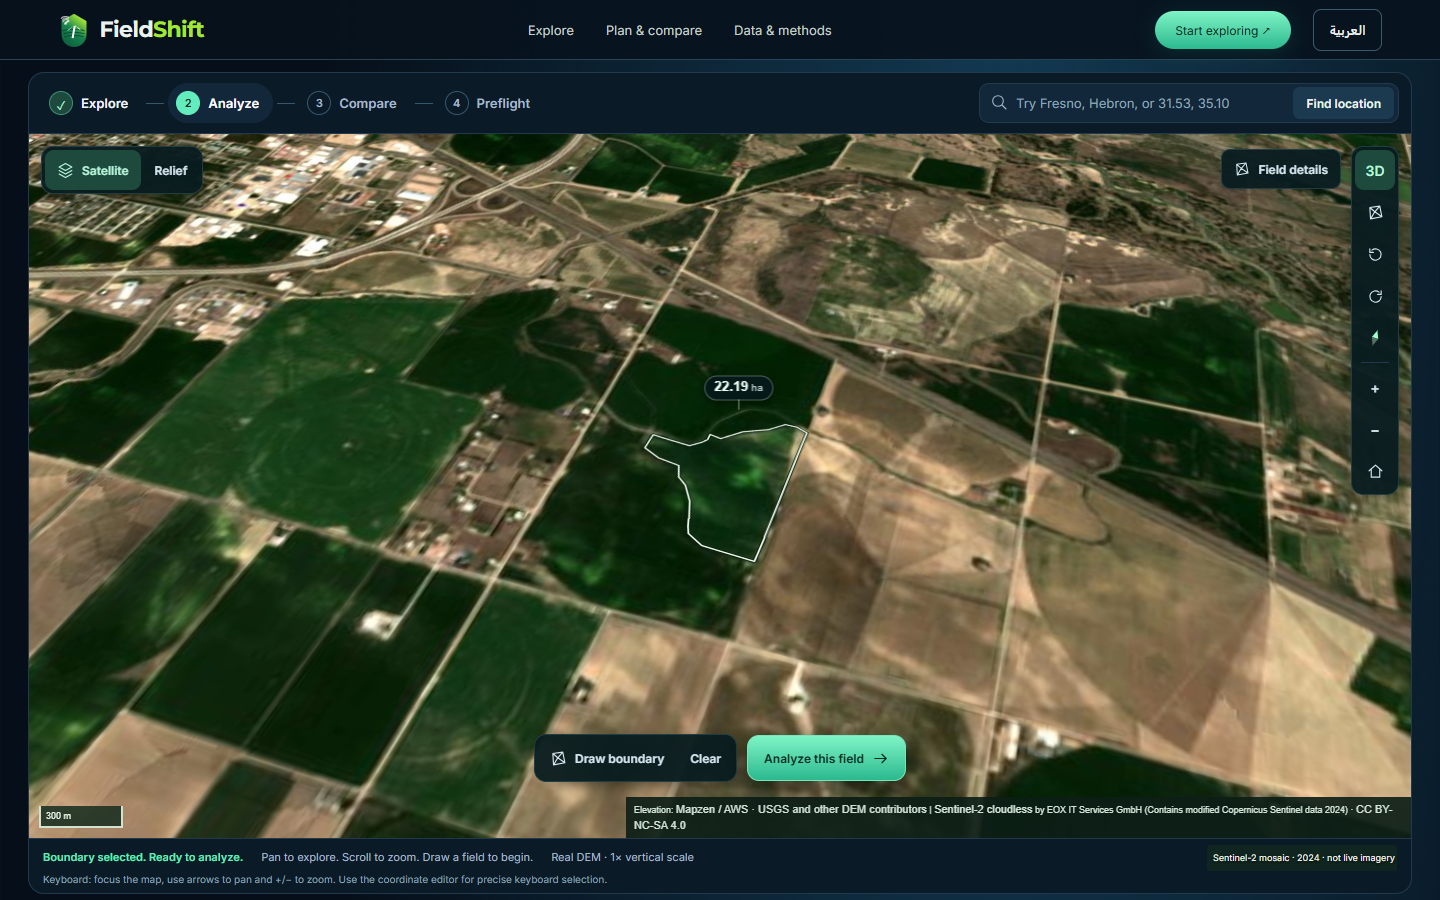 FieldShift
Explore
Plan & compare
Data & methods
Start exploring ↗
العربية
✓ Explore
2 Analyze
3 Compare
4 Preflight
Try Fresno, Hebron, or 31.53, 35.10
Find location
Satellite
Relief
Field details
3D
22.19 ha
+
−
Draw boundary
Clear
Analyze this field →
300 m
Elevation: Mapzen / AWS · USGS and other DEM contributors | Sentinel-2 cloudless by EOX IT Services GmbH (Contains modified Copernicus Sentinel data 2024) · CC BY-
NC-SA 4.0
Boundary selected. Ready to analyze.
Pan to explore. Scroll to zoom. Draw a field to begin.
Real DEM · 1× vertical scale
Sentinel-2 mosaic · 2024 · not live imagery
Keyboard: focus the map, use arrows to pan and +/− to zoom. Use the coordinate editor for precise keyboard selection.